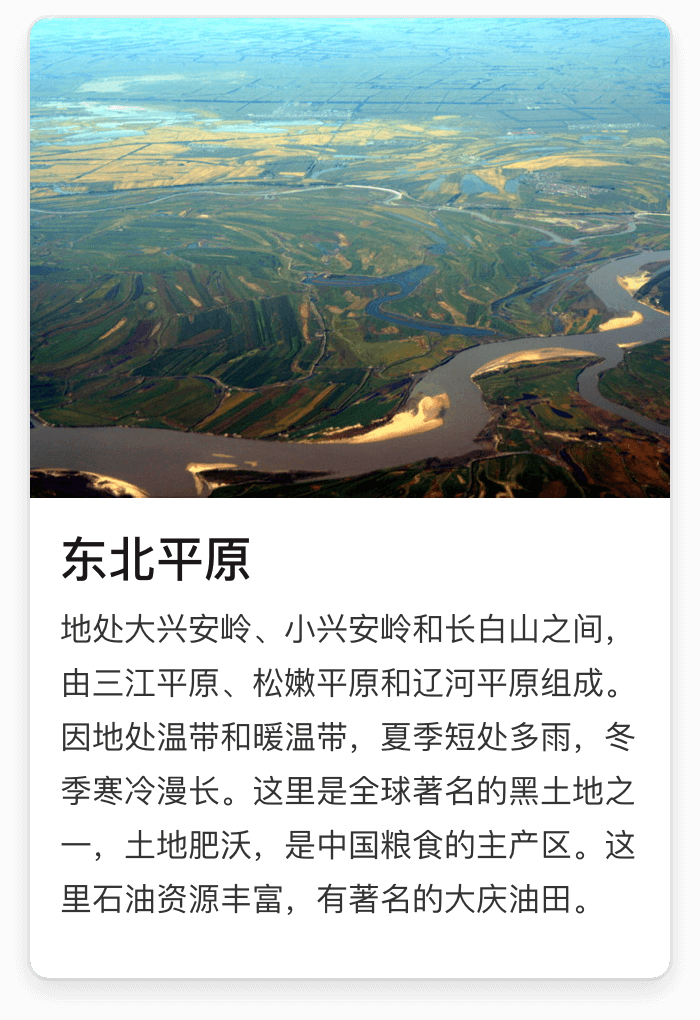 东北平原
地处大兴安岭、小兴安岭和长白山之间，
由三江平原、松嫩平原和辽河平原组成。
因地处温带和暖温带，夏季短处多雨，冬
季寒冷漫长。这里是全球著名的黑土地之
一，土地肥沃，是中国粮食的主产区。这
里石油资源丰富，有著名的大庆油田。